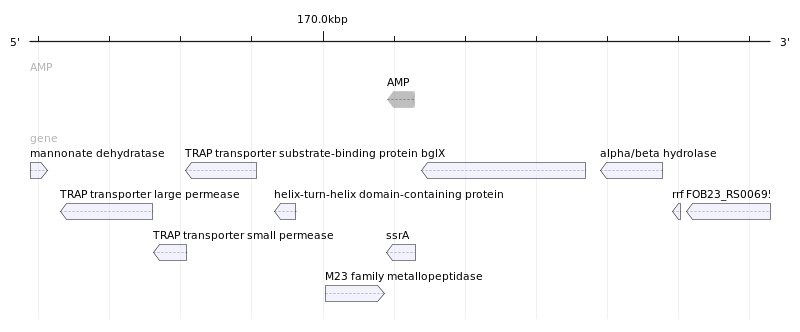 170.0kbp
5' 3'
AMP
AMP
gene
mannonate dehydratase TRAP transporter substrate-binding protein bglX alpha/beta hydrolase
TRAP transporter large permease helix-turn-helix domain-containing protein rrf FOB23_RS0069
TRAP transporter small permease ssrA
M23 family metallopeptidase